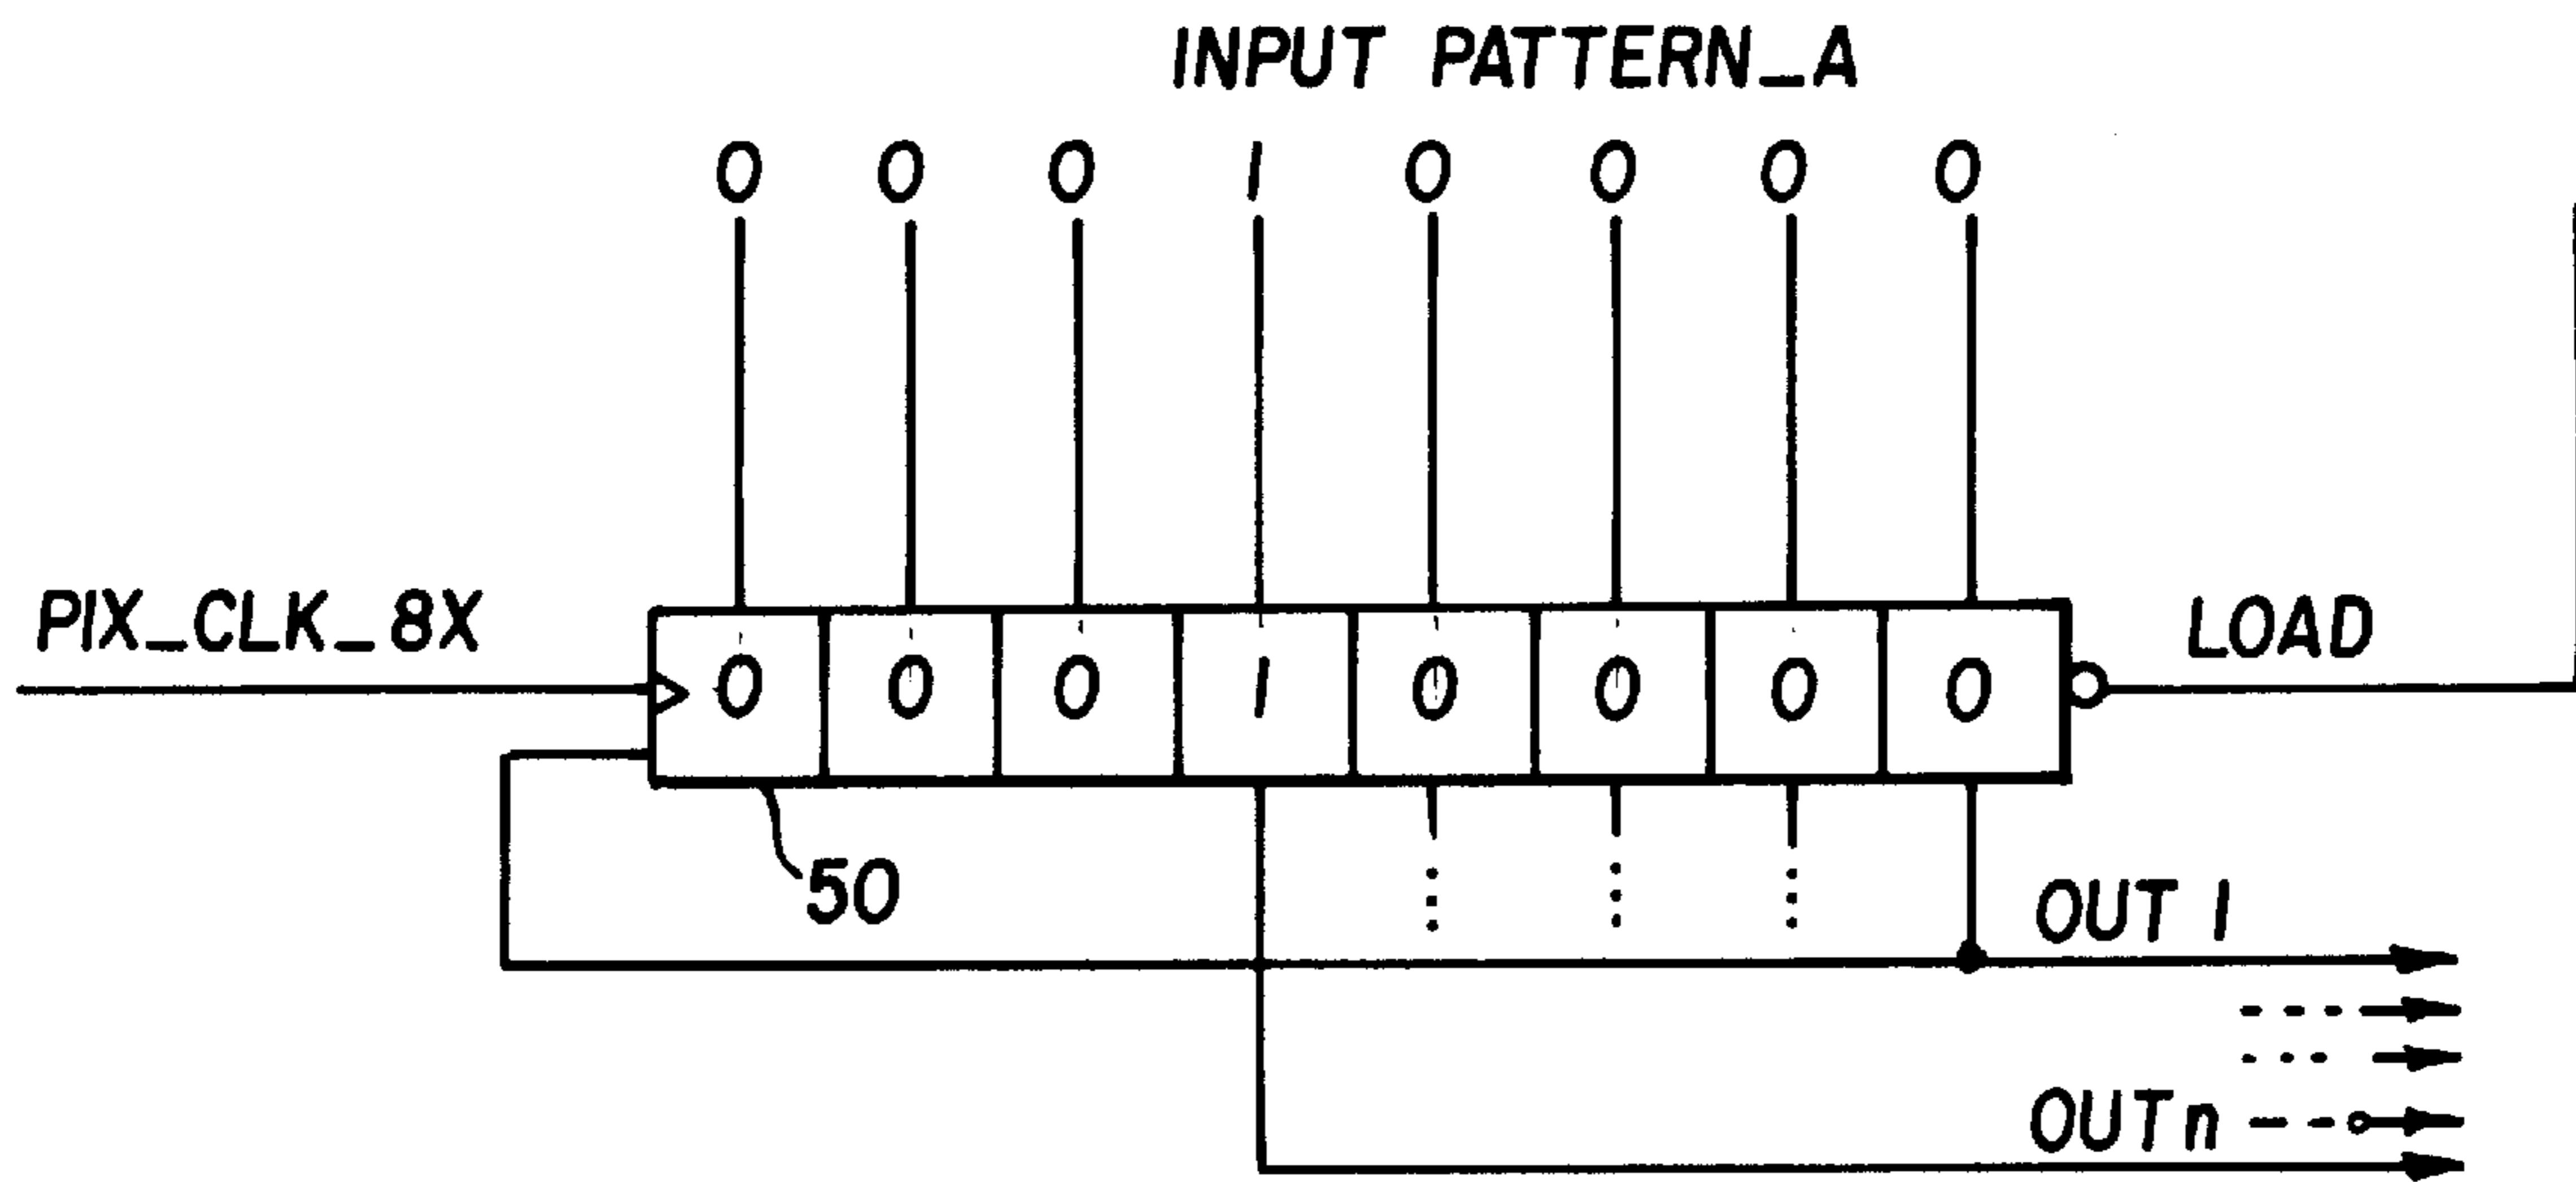 INPUT PATTERN_A
0 0 0 1 0 0 0 0
PIX_CLK_8X
0 0 0 1 0 0 0 0
LOAD
50
OUT 1
OUTn